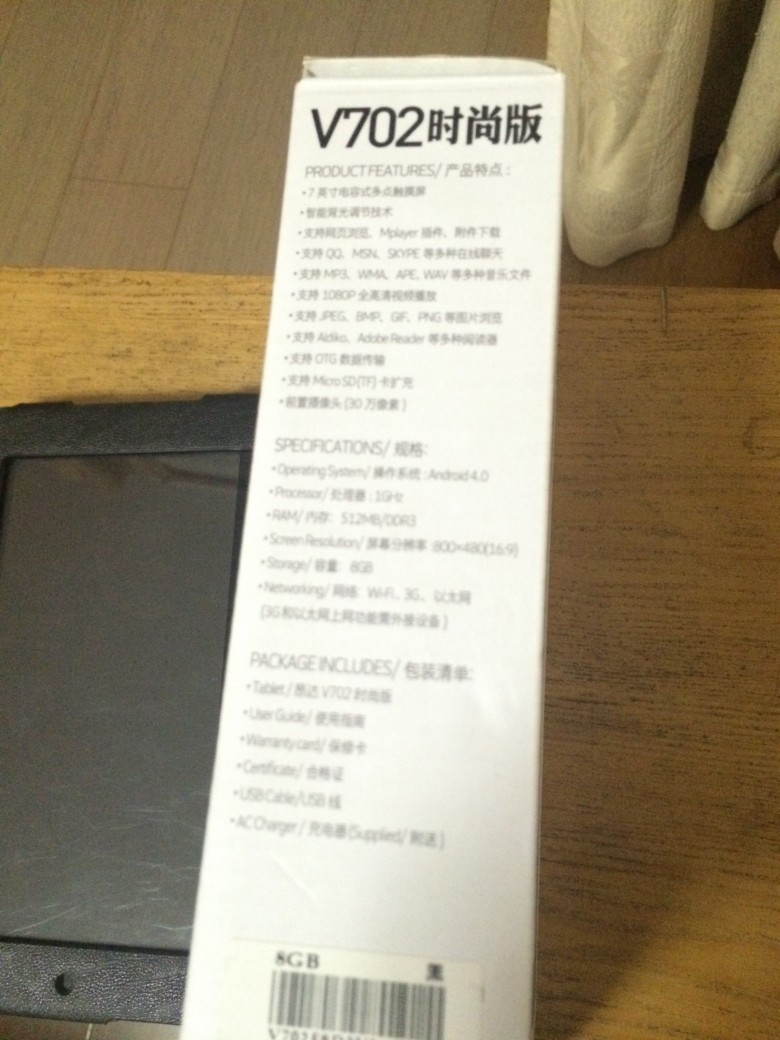 V702时尚版
PRODUCT FEATURES/ 产品特点：
•7 英寸电容式多点触摸屏
•智能背光调节技术
•支持网页浏览、Mplayer 插件、附件下载
•支持 QQ、MSN、SKYPE 等多种在线聊天
•支持 MP3、WMA、APE, WAV 等多种音乐文件
•支持 1080P 全高清视频播放
•支持 JPEG、BMP、GIF、PNG 等图片浏览
•支持 Aldiko、Adobe Reader 等多种阅读器
•支持 OTG 数据传输
•支持 Micro SD(TF) 卡扩充
•前置摄像头 (30 万像素)
SPECIFICATIONS/ 规格:
•Operating System/ 操作系统 : Android 4.0
•Processor/ 处理器 : 1GHz
•RAM/ 内存: 512MB/DDR3
•Screen Resolution/ 屏幕分辨率 :800×480(16:9)
•Storage/ 容量: 8GB
•Networking/ 网络: Wi-Fi、3G、以太网
(3G和以太网上网功能需外接设备)
PACKAGE INCLUDES/ 包装清单:
•Tablet / 昂达 V702 时尚版
•User Guide/ 使用指南
•Warranty card/ 保修卡
•Certificate/ 合格证
•USB Cable/USB 线
•AC Charger / 充电器 (Supplied/ 附送)
8GB 黑